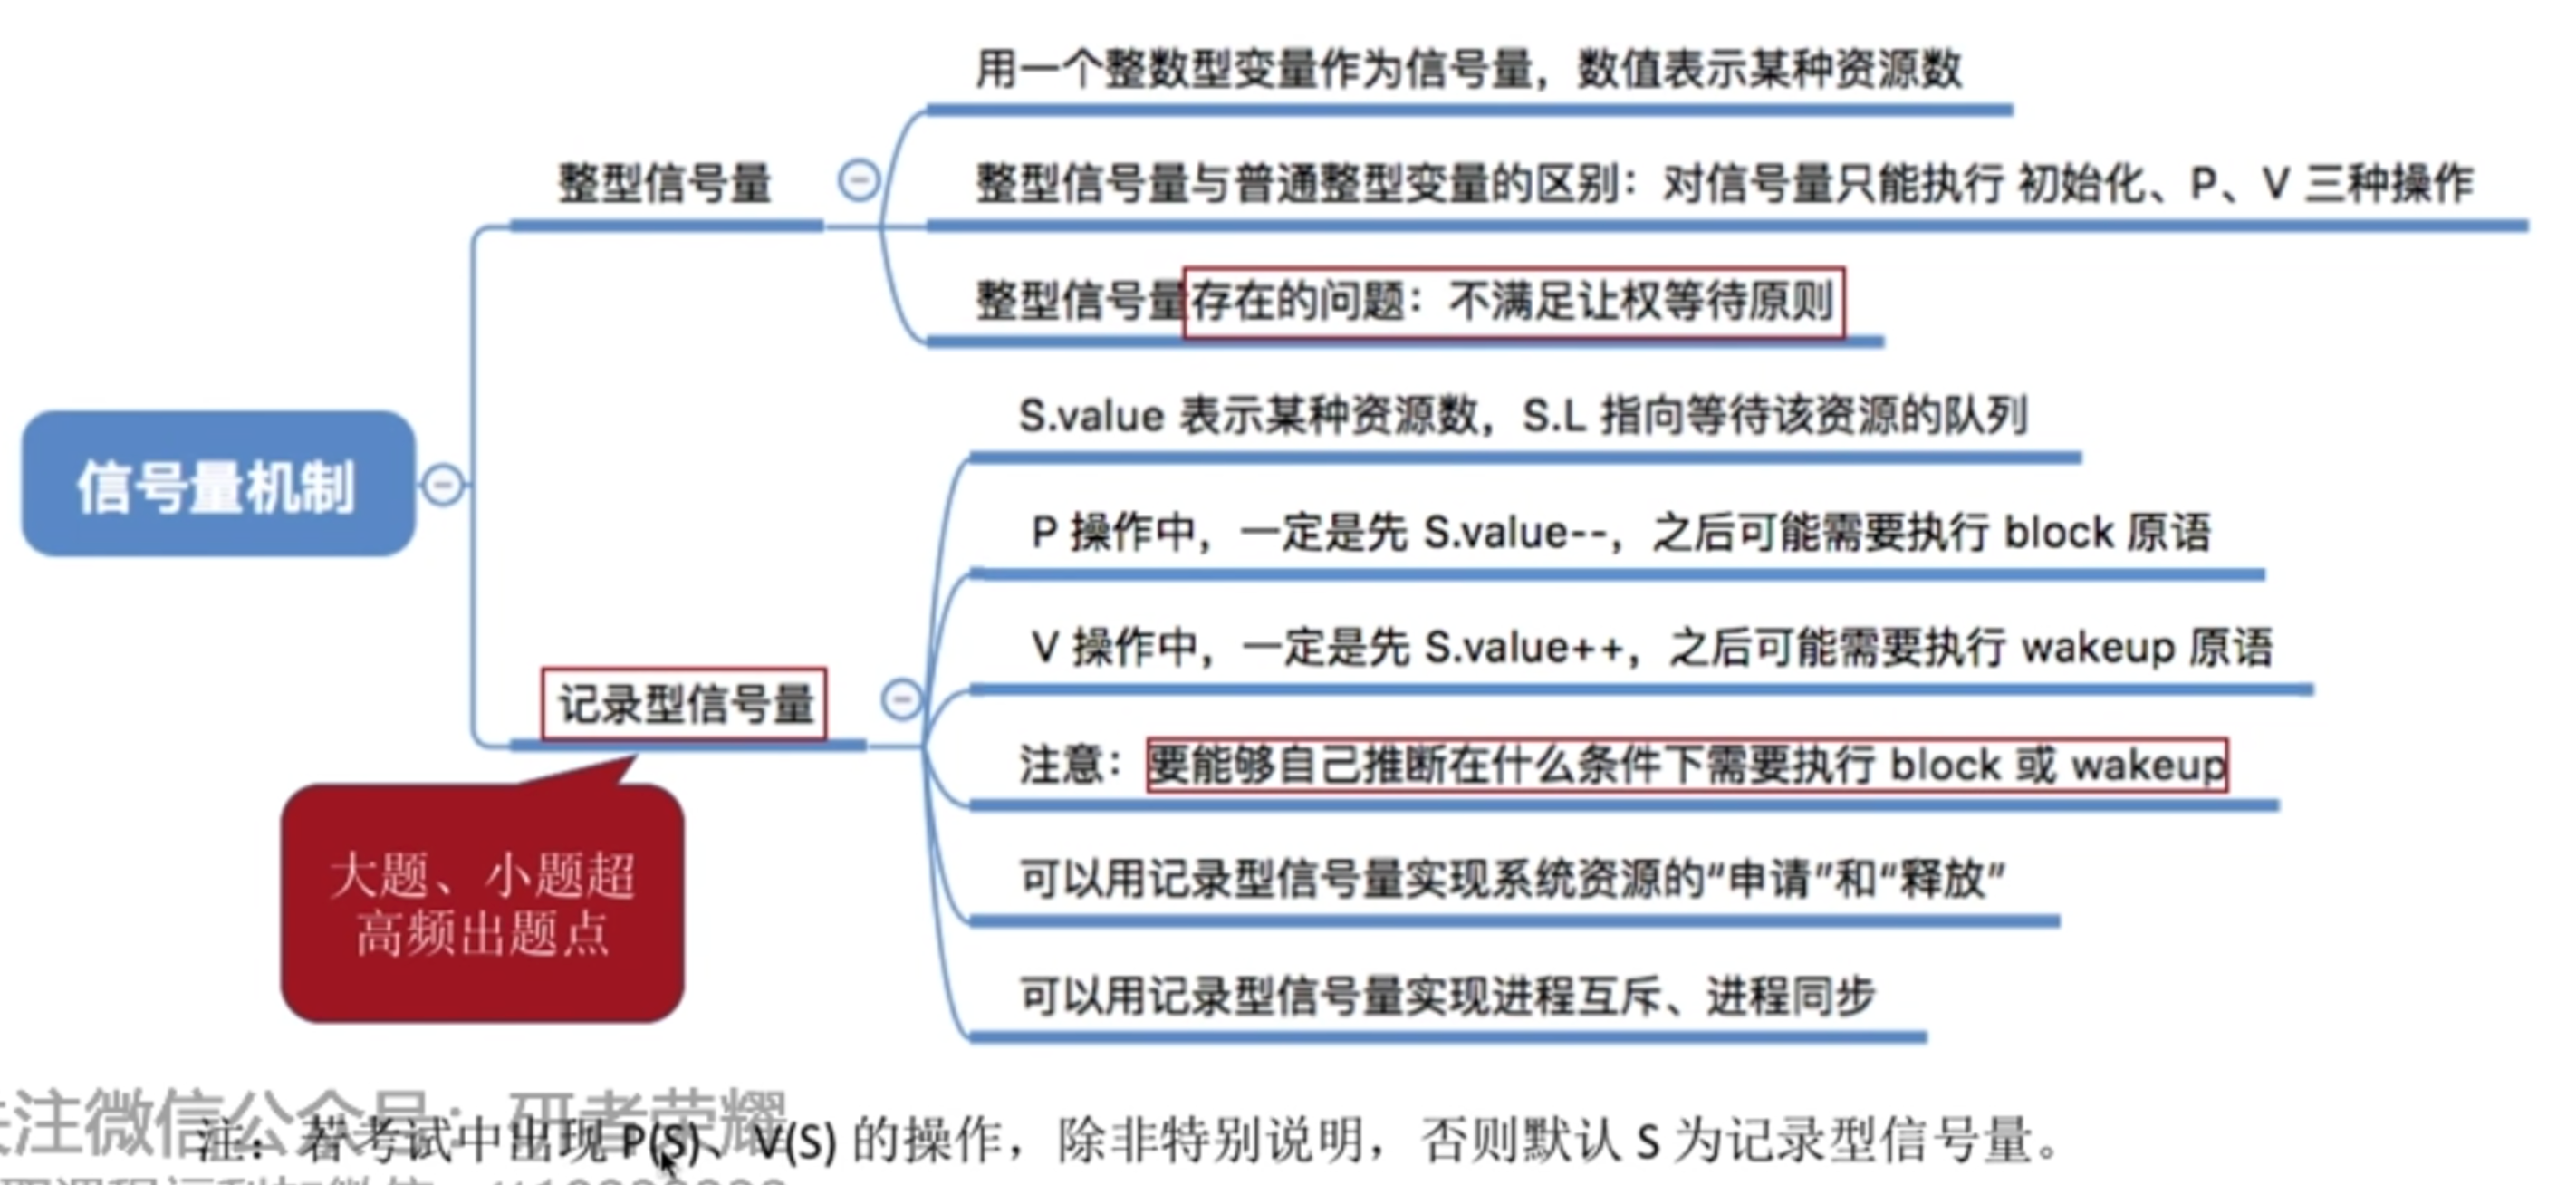 用一个整数型变量作为信号量，数值表示某种资源数
整型信号量
整型信号量与普通整型变量的区别：对信号量只能执行 初始化、P、V 三种操作
整型信号量存在的问题：不满足让权等待原则
信号量机制
S.value 表示某种资源数，S.L 指向等待该资源的队列
P 操作中，一定是先 S.value--，之后可能需要执行 block 原语
V 操作中，一定是先 S.value++，之后可能需要执行 wakeup 原语
记录型信号量
注意：要能够自己推断在什么条件下需要执行 block 或 wakeup
可以用记录型信号量实现系统资源的“申请”和“释放”
可以用记录型信号量实现进程互斥、进程同步
大题、小题超
高频出题点
注微信公众号：研者荣耀
注：若考试中出现 P(S)、V(S) 的操作，除非特别说明，否则默认 S 为记录型信号量。